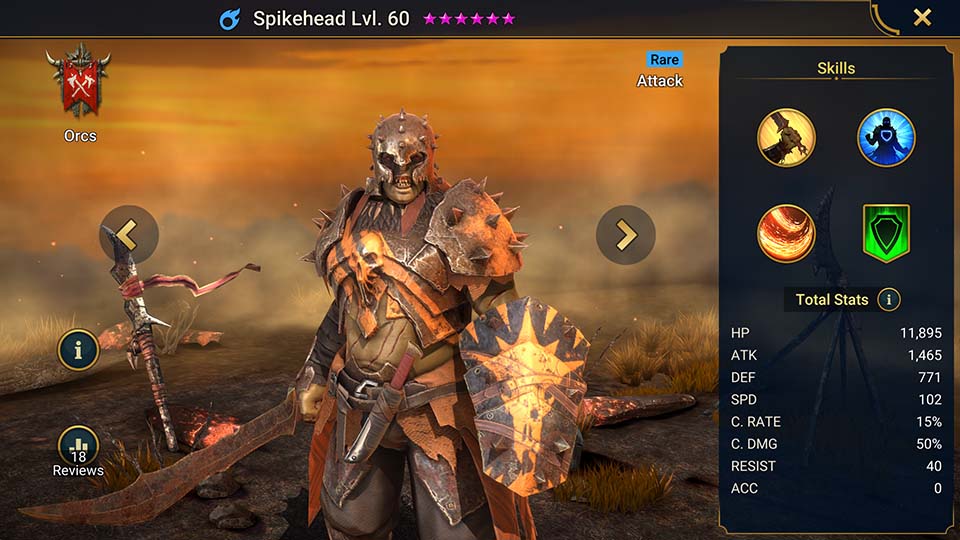 Spikehead Lvl. 60
Orcs
Rare
Attack
Skills
Total Stats i
HP 11,895
ATK 1,465
DEF 771
SPD 102
C. RATE 15%
C. DMG 50%
RESIST 40
ACC 0
i
18
Reviews